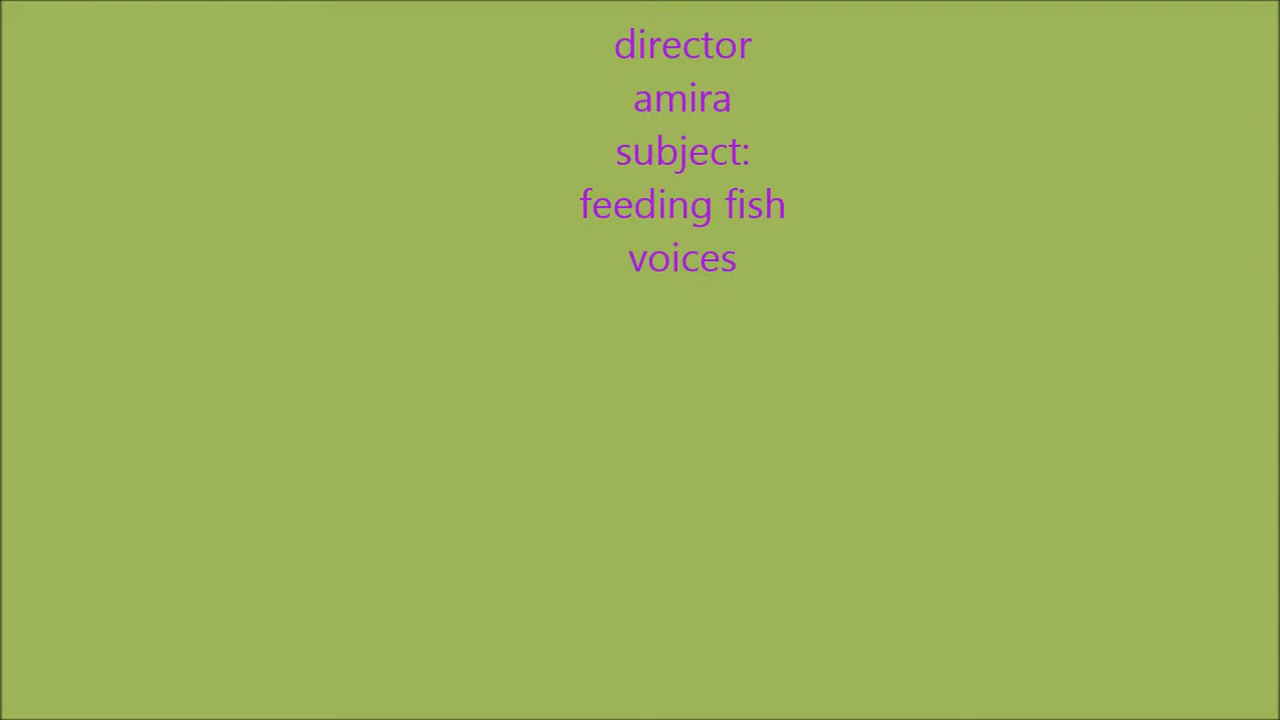 director
amira
subject:
feeding fish
voices